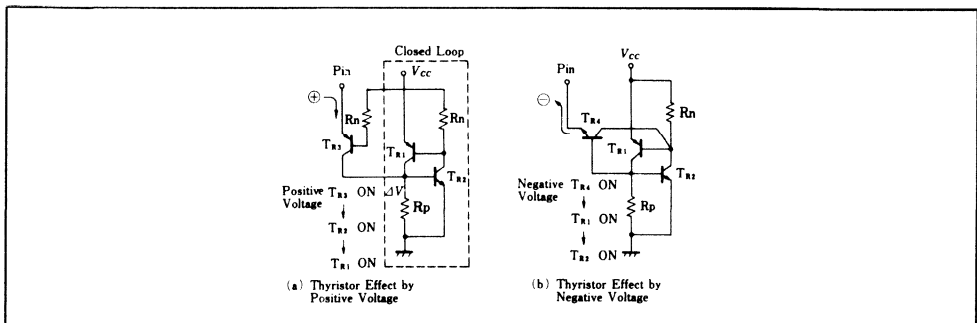 Closed Loop
Pin
Vcc
⊕
Rn
Rn
TR3
TR1
TR2
Positive Voltage
TR3 ON
⊿V
Rp
↓
TR2 ON
↓
TR1 ON
(a) Thyristor Effect by
Positive Voltage
Vcc
Pin
⊖
TR4
Rn
TR1
TR2
Negative Voltage
TR4 ON
Rp
↓
TR1 ON
↓
TR2 ON
(b) Thyristor Effect by
Negative Voltage